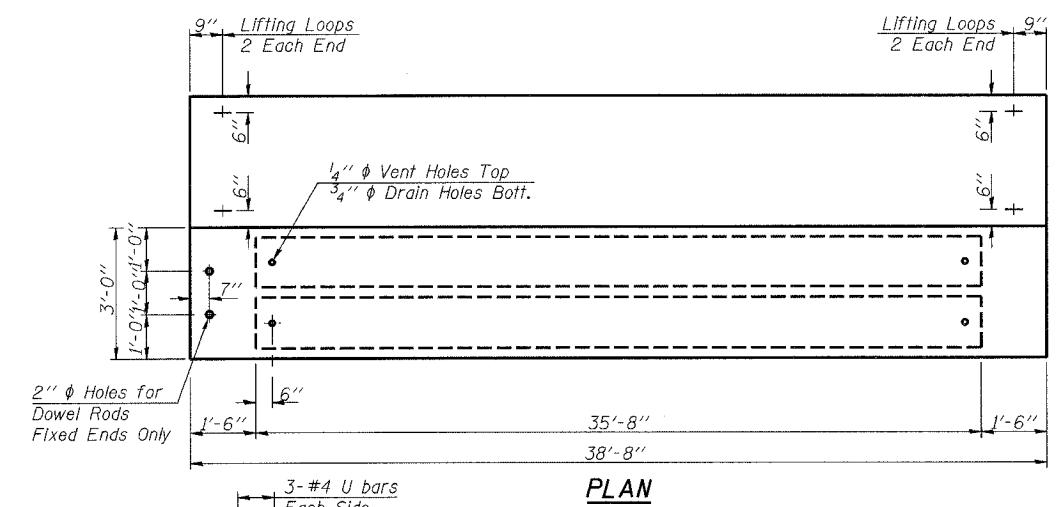 9" Lifting Loops
2 Each End
Lifting Loops 9"
2 Each End
6"
6"
6"
6"
1/4" ϕ Vent Holes Top
3/4" ϕ Drain Holes Bott.
3'-0"
1'-0"
1'-0"
1'-0"
7"
2" ϕ Holes for
Dowel Rods
Fixed Ends Only
6"
1'-6"
35'-8"
1'-6"
38'-8"
3-#4 U bars
Each Side
PLAN